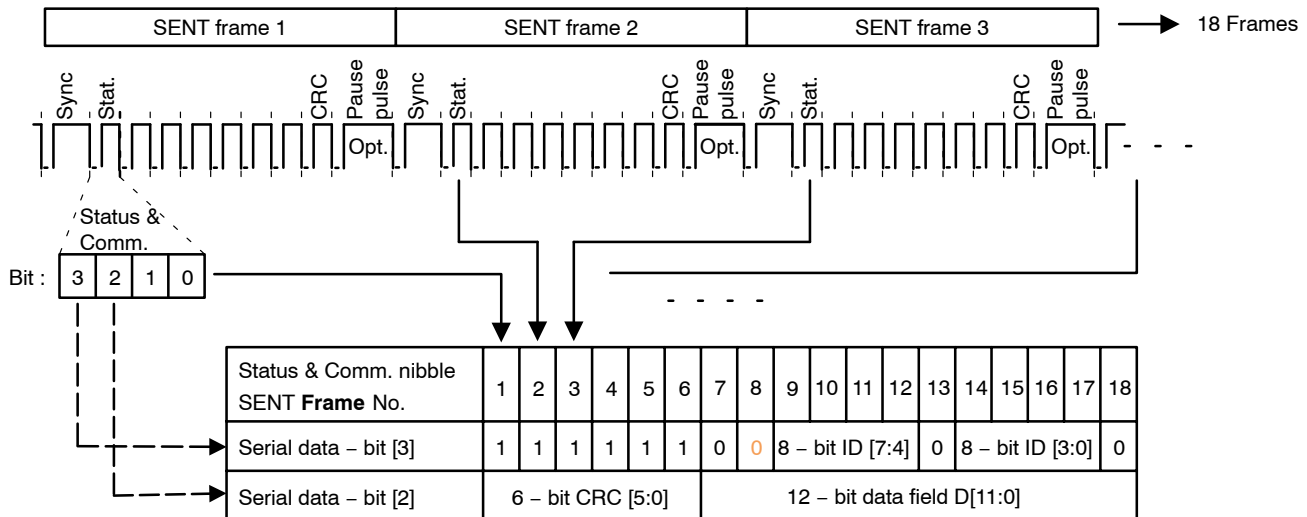 SENT frame 1 SENT frame 2 SENT frame 3 18 Frames
Sync Stat. CRC Pause pulse Sync Stat. CRC Pause pulse Sync Stat. CRC Pause pulse
Opt. Opt. Opt.
Status &
Comm.
Bit : 3 2 1 0
Status & Comm. nibble
SENT Frame No. 1 2 3 4 5 6 7 8 9 10 11 12 13 14 15 16 17 18
Serial data – bit [3] 1 1 1 1 1 1 0 0 8 – bit ID [7:4] 0 8 – bit ID [3:0] 0
Serial data – bit [2] 6 – bit CRC [5:0] 12 – bit data field D[11:0]